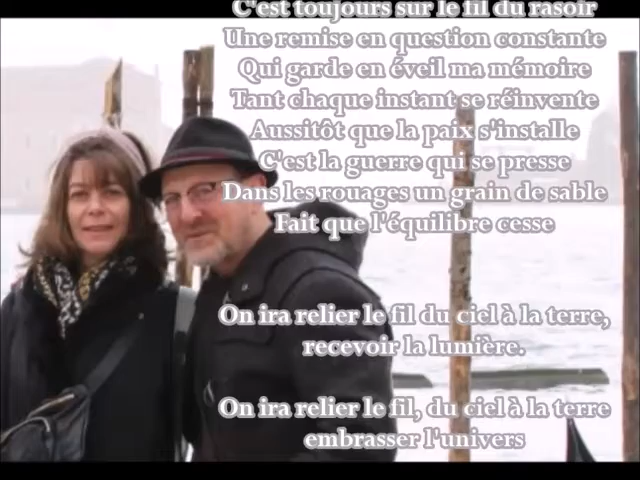 C'est toujours sur le fil du rasoir
Une remise en question constante
Qui garde en éveil ma mémoire
Tant chaque instant se réinvente
Aussitôt que la paix s'installe
C'est la guerre qui se presse
Dans les rouages un grain de sable
Fait que l'équilibre cesse
On ira relier le fil du ciel à la terre,
recevoir la lumière.
On ira relier le fil, du ciel à la terre
embrasser l'univers